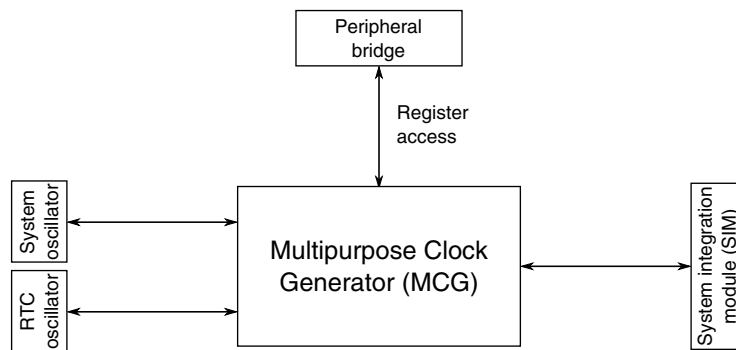 Peripheral
bridge
Register
access
System
oscillator
Multipurpose Clock
Generator (MCG)
RTC
oscillator
System integration
module (SIM)